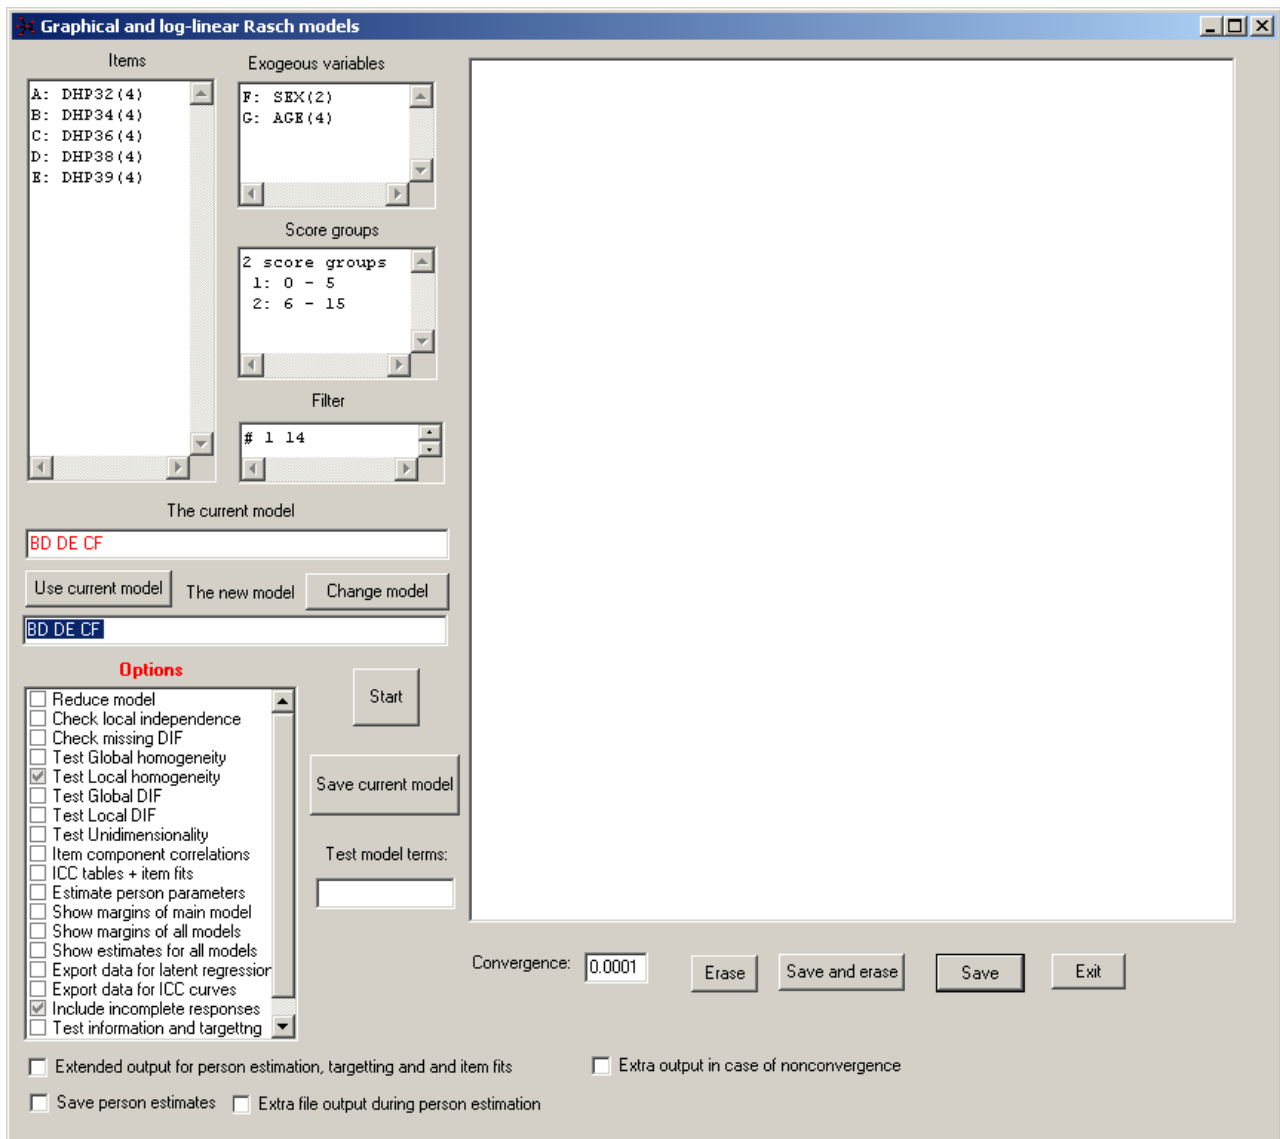 Graphical and log-linear Rasch models
Items
A: DHP32(4)
B: DHP34(4)
C: DHP36(4)
D: DHP38(4)
E: DHP39(4)
Exogeous variables
F: SEX(2)
G: AGE(4)
Score groups
2 score groups
1: 0 - 5
2: 6 - 15
Filter
# 1 14
The current model
BD DE CF
Use current model
The new model
Change model
BD DE CF
Options
Reduce model
Check local independence
Check missing DIF
Test Global homogeneity
Test Local homogeneity
Test Global DIF
Test Local DIF
Test Unidimensionality
Item component correlations
ICC tables + item fits
Estimate person parameters
Show margins of main model
Show margins of all models
Show estimates for all models
Export data for latent regression
Export data for ICC curves
Include incomplete responses
Test information and targettng
Start
Save current model
Test model terms:
Convergence: 0.0001
Erase
Save and erase
Save
Exit
Extended output for person estimation, targetting and and item fits
Extra output in case of nonconvergence
Save person estimates
Extra file output during person estimation